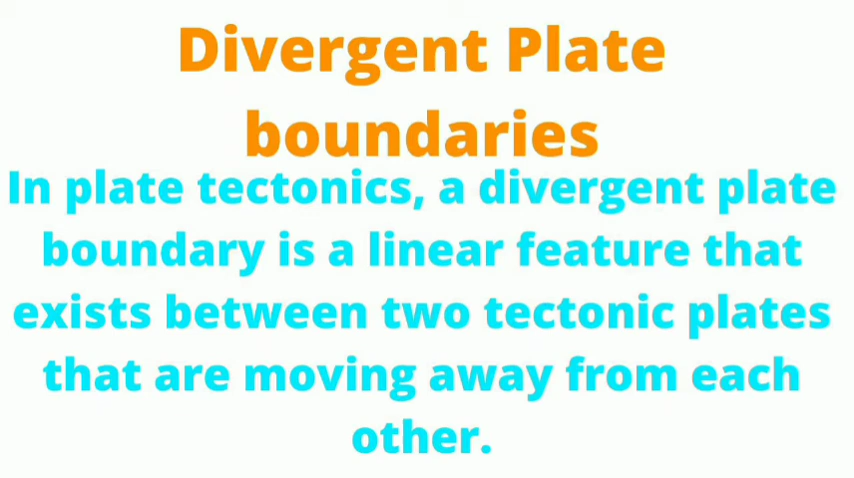 Divergent Plate
boundaries
In plate tectonics, a divergent plate
boundary is a linear feature that
exists between two tectonic plates
that are moving away from each
other.